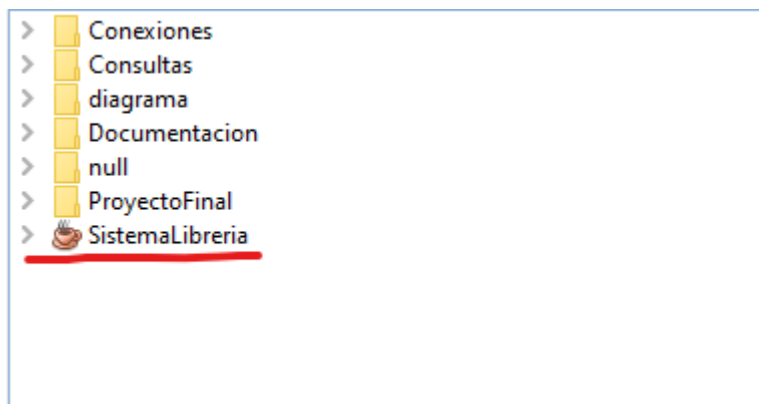 Conexiones
Consultas
diagrama
Documentacion
null
ProyectoFinal
SistemaLibreria